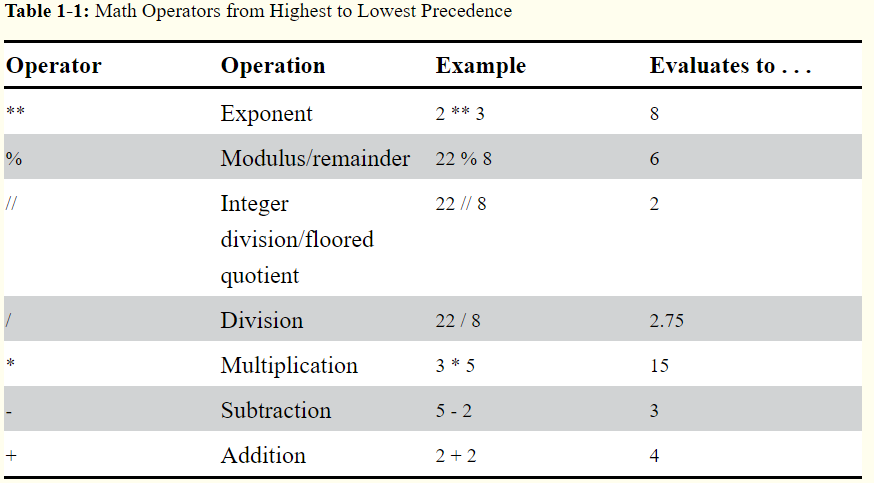 Table 1-1: Math Operators from Highest to Lowest Precedence
Operator Operation Example Evaluates to . . .
** Exponent 2 ** 3 8
% Modulus/remainder 22 % 8 6
// Integer 22 // 8 2
division/floored
quotient
/ Division 22 / 8 2.75
* Multiplication 3 * 5 15
- Subtraction 5 - 2 3
+ Addition 2 + 2 4